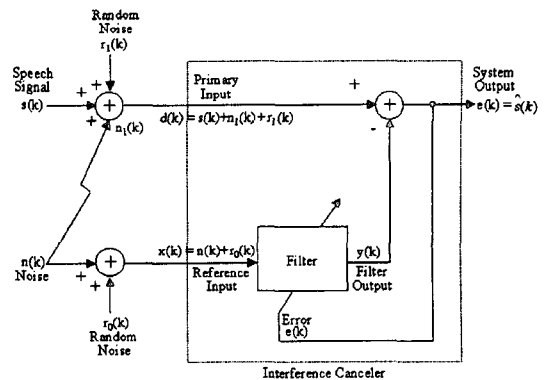 Random
Noise
r1(k)
Speech
Signal
s(k)
+
+
+
n1(k)
Primary
Input
d(k) = s(k)+n1(k)+r1(k)
+
-
System
Output
e(k) = ŝ(k)
n(k)
Noise
+
+
x(k) = n(k)+r0(k)
Reference
Input
Filter
y(k)
Filter
Output
r0(k)
Random
Noise
Error
e(k)
Interference Canceler